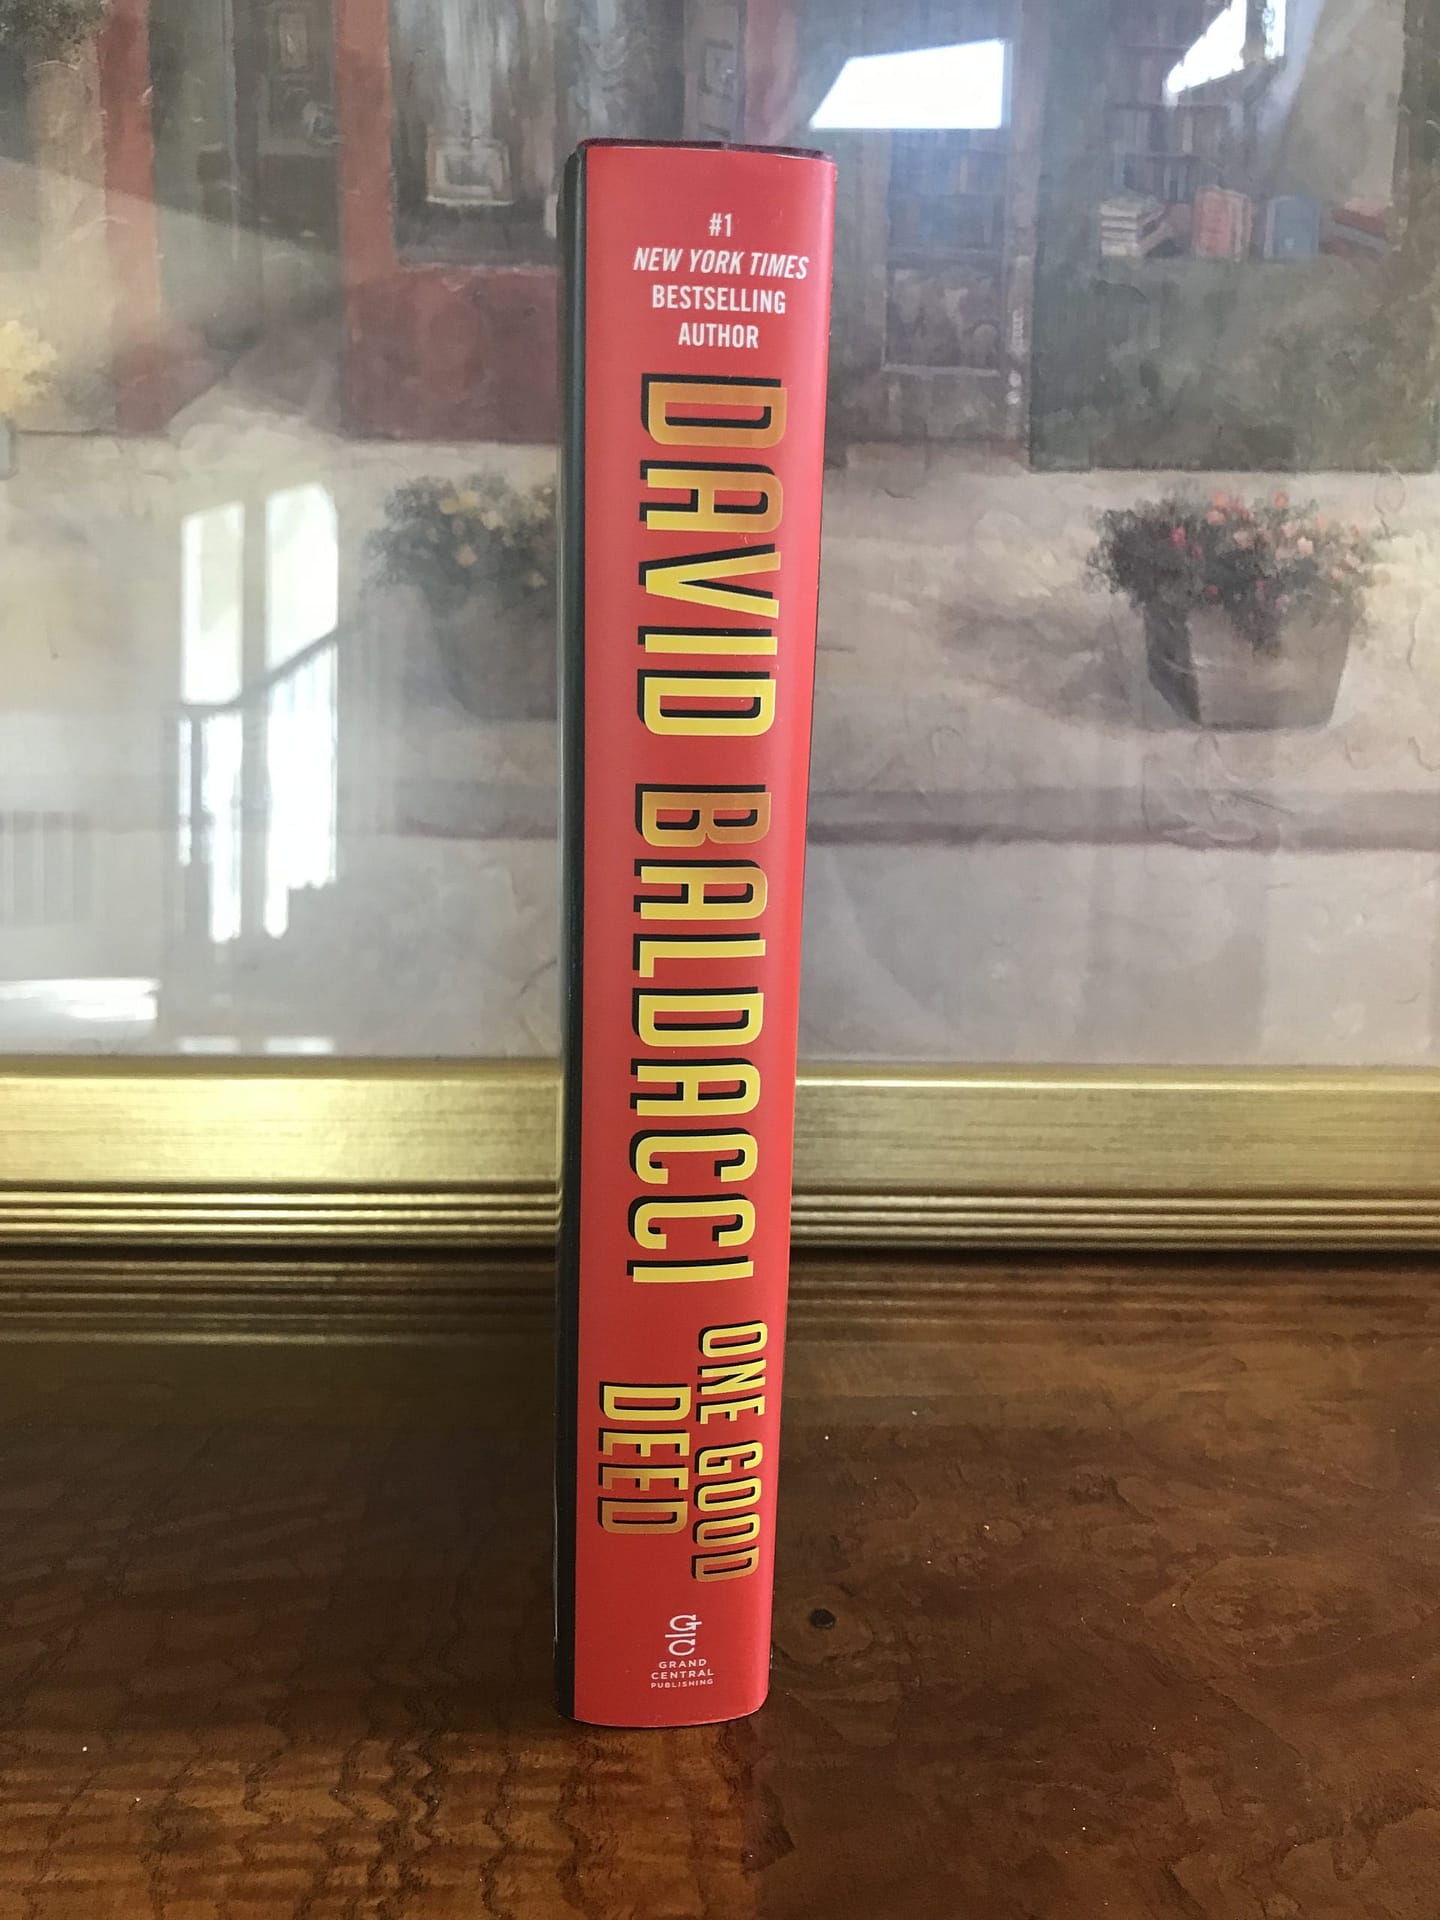 #1
NEW YORK TIMES
BESTSELLING
AUTHOR
DAVID BALDACCI
ONE GOOD
DEED
GRAND
CENTRAL
PUBLISHING